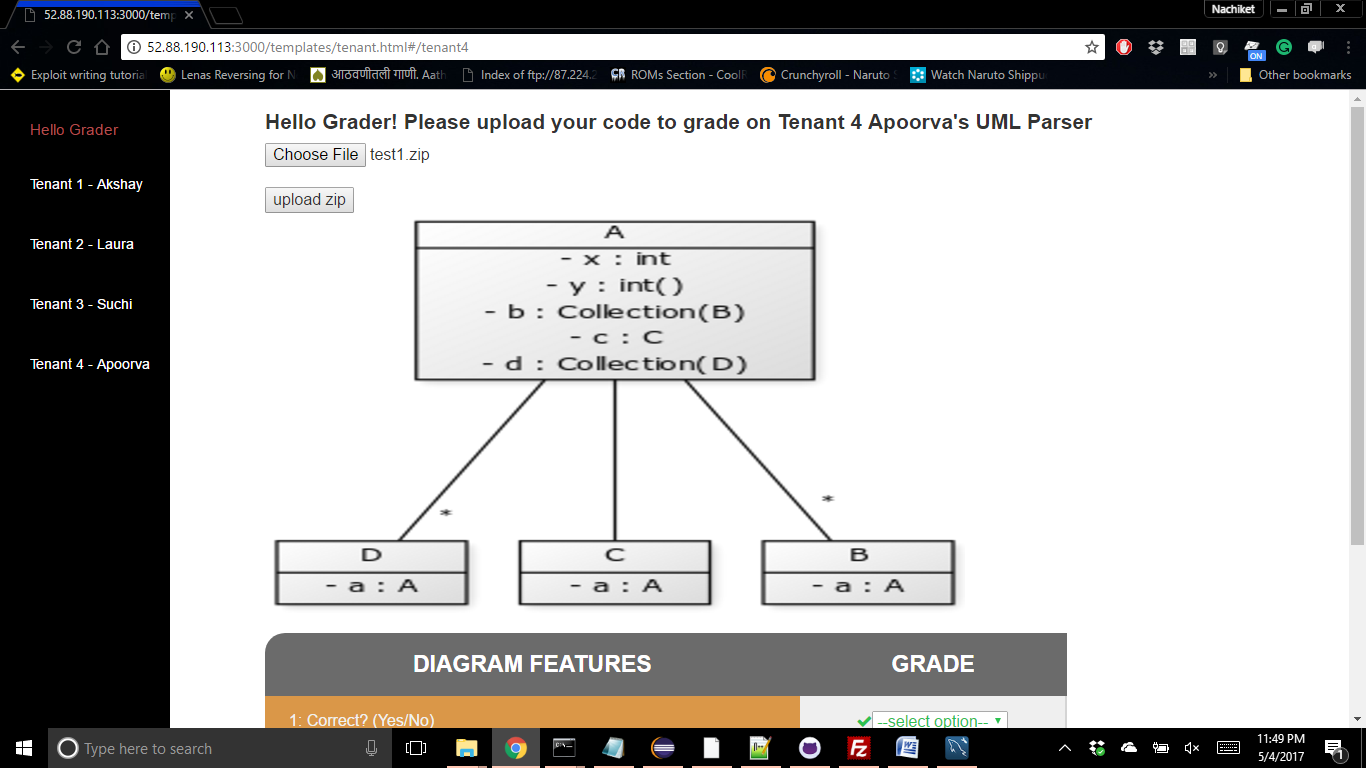 52.88.190.113:3000/temp
Nachiket
52.88.190.113:3000/templates/tenant.html#/tenant4
ON
Exploit writing tutorial
Lenas Reversing for N
आठवणीतली गाणी. Aath
Index of ftp://87.224.2
ROMs Section - CoolR
Crunchyroll - Naruto
Watch Naruto Shippu
»
Other bookmarks
Hello Grader
Tenant 1 - Akshay
Tenant 2 - Laura
Tenant 3 - Suchi
Tenant 4 - Apoorva
Hello Grader! Please upload your code to grade on Tenant 4 Apoorva's UML Parser
Choose File test1.zip
upload zip
A
- x : int
- y : int()
- b : Collection(B)
- c : C
- d : Collection(D)
*
*
D
- a : A
C
- a : A
B
- a : A
DIAGRAM FEATURES
GRADE
1: Correct? (Yes/No)
--select option--
Type here to search
11:49 PM
5/4/2017
1